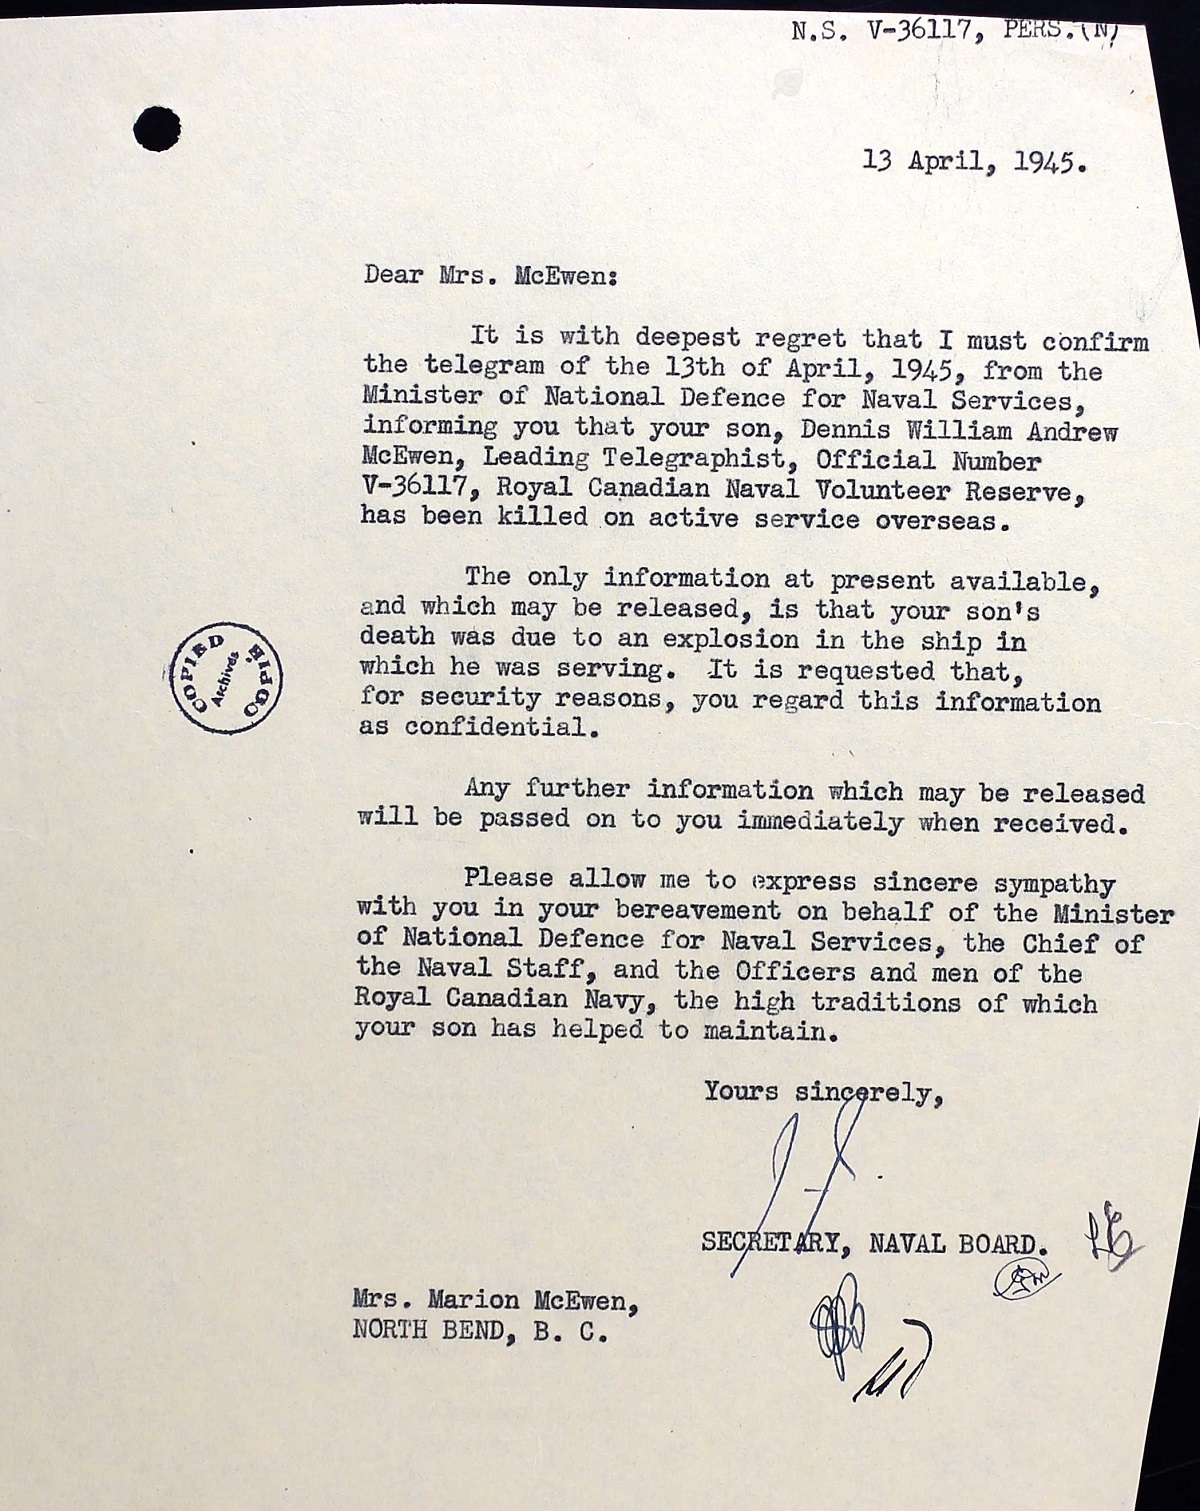 N.S. V-36117, PERS.(N)
13 April, 1945.
Dear Mrs. McEwen:
It is with deepest regret that I must confirm
the telegram of the 13th of April, 1945, from the
Minister of National Defence for Naval Services,
informing you that your son, Dennis William Andrew
McEwen, Leading Telegraphist, Official Number
V-36117, Royal Canadian Naval Volunteer Reserve,
has been killed on active service overseas.
The only information at present available,
and which may be released, is that your son's
death was due to an explosion in the ship in
which he was serving. It is requested that,
for security reasons, you regard this information
as confidential.
COPIED
Archives
COPIÉ
Any further information which may be released
will be passed on to you immediately when received.
Please allow me to express sincere sympathy
with you in your bereavement on behalf of the Minister
of National Defence for Naval Services, the Chief of
the Naval Staff, and the Officers and men of the
Royal Canadian Navy, the high traditions of which
your son has helped to maintain.
Yours sincerely,
SECRETARY, NAVAL BOARD.
Mrs. Marion McEwen,
NORTH BEND, B. C.